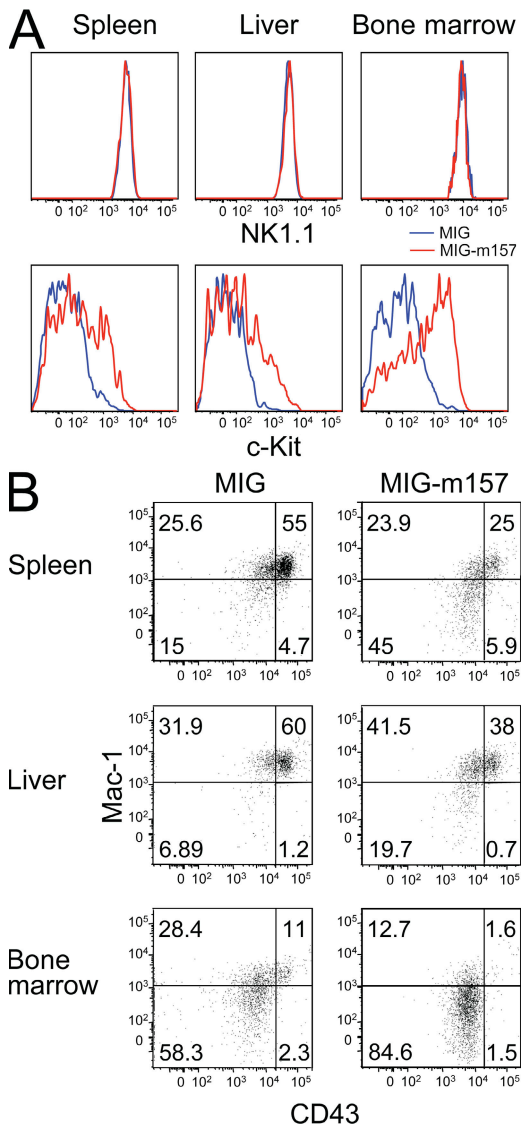 A
Spleen Liver Bone marrow
0 10² 10³ 10⁴ 10⁵ 0 10² 10³ 10⁴ 10⁵ 0 10² 10³ 10⁴ 10⁵
NK1.1
MIG
MIG-m157
0 10² 10³ 10⁴ 10⁵ 0 10² 10³ 10⁴ 10⁵ 0 10² 10³ 10⁴ 10⁵
c-Kit
B
MIG MIG-m157
Spleen
10⁵ 10⁴ 10³ 10² 0
25.6 55
15 4.7
0 10² 10³ 10⁴ 10⁵
10⁵ 10⁴ 10³ 10² 0
23.9 25
45 5.9
0 10² 10³ 10⁴ 10⁵
Liver
Mac-1
10⁵ 10⁴ 10³ 10² 0
31.9 60
6.89 1.2
0 10² 10³ 10⁴ 10⁵
10⁵ 10⁴ 10³ 10² 0
41.5 38
19.7 0.7
0 10² 10³ 10⁴ 10⁵
Bone
marrow
10⁵ 10⁴ 10³ 10² 0
28.4 11
58.3 2.3
0 10² 10³ 10⁴ 10⁵
10⁵ 10⁴ 10³ 10² 0
12.7 1.6
84.6 1.5
0 10² 10³ 10⁴ 10⁵
CD43